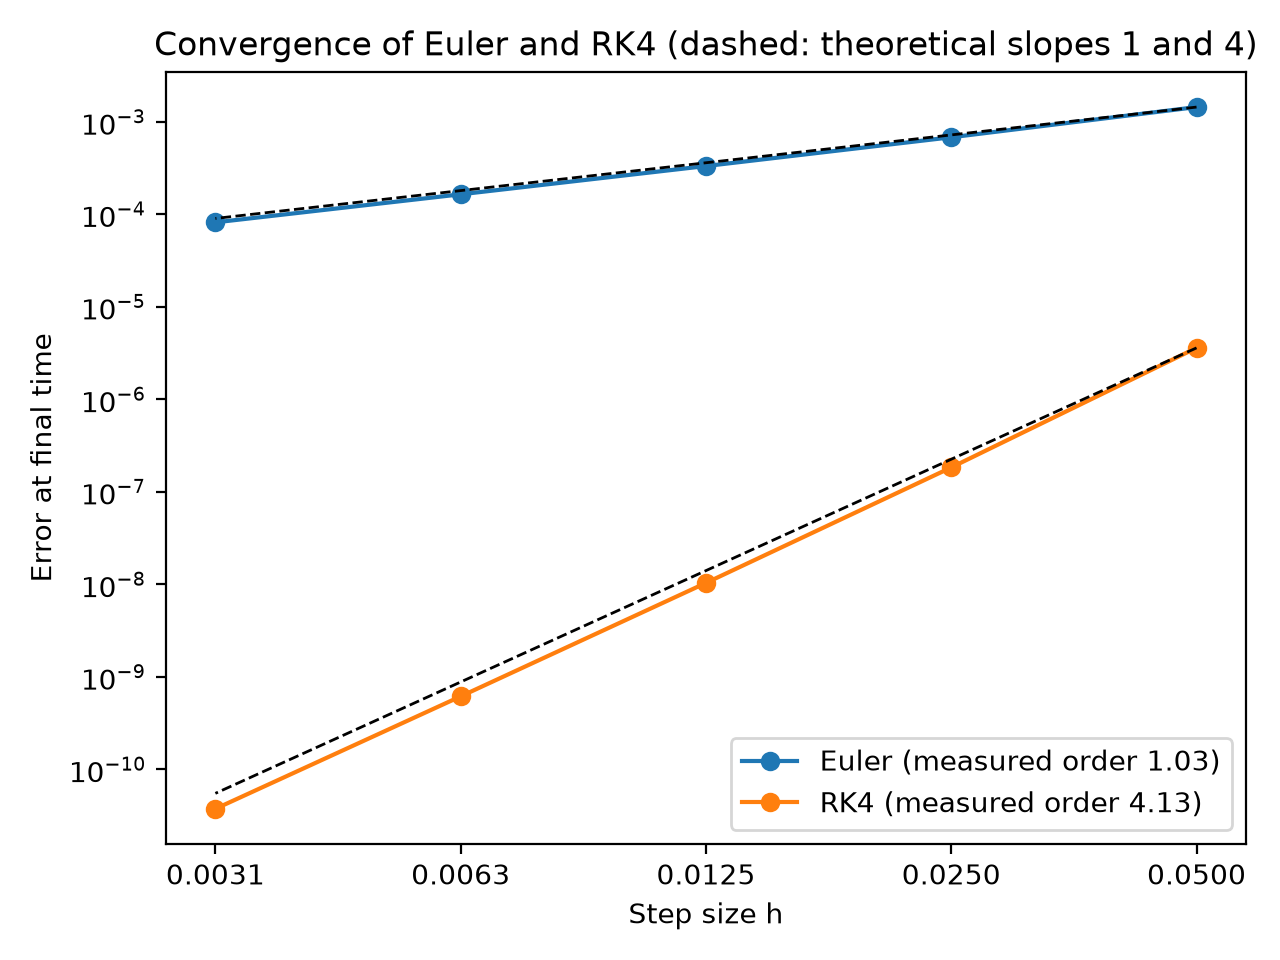 Convergence of Euler and RK4 (dashed: theoretical slopes 1 and 4)
Error at final time
10⁻³
10⁻⁴
10⁻⁵
10⁻⁶
10⁻⁷
10⁻⁸
10⁻⁹
10⁻¹⁰
Euler (measured order 1.03)
RK4 (measured order 4.13)
0.0031 0.0063 0.0125 0.0250 0.0500
Step size h